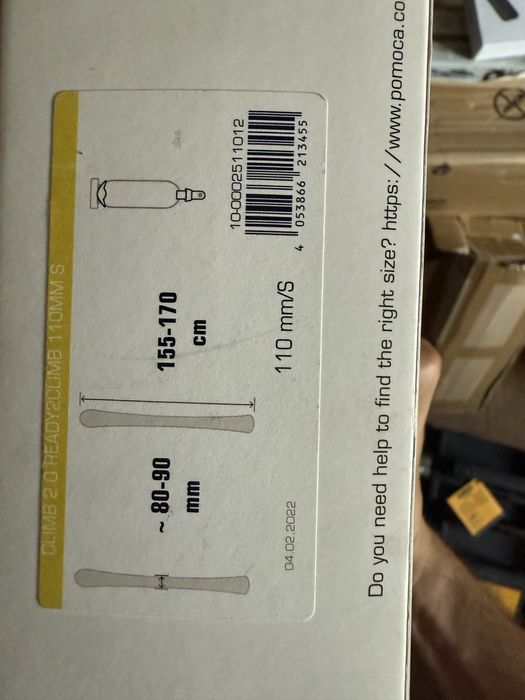 CLIMB 2.0 READY2CLIMB 110MM S
~ 80-90
mm
155-170
cm
10-0002511012
4 053866 213455
04.02.2022
110 mm/S
Do you need help to find the right size? https://www.pomoca.co